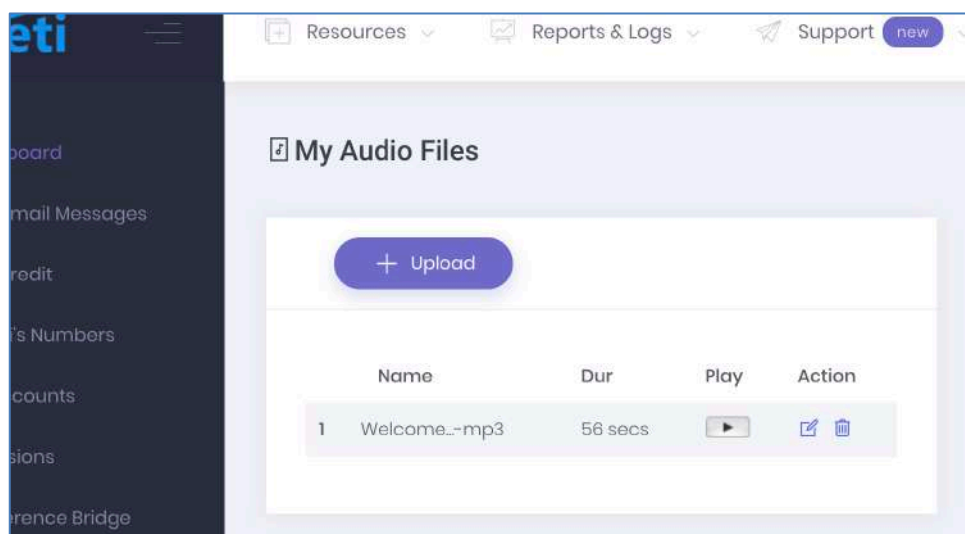 éti
Resources
Reports & Logs
Support new
board
mail Messages
redit
i's Numbers
counts
sions
rence Bridge
My Audio Files
+ Upload
Name Dur Play Action
1 Welcome...-mp3 56 secs